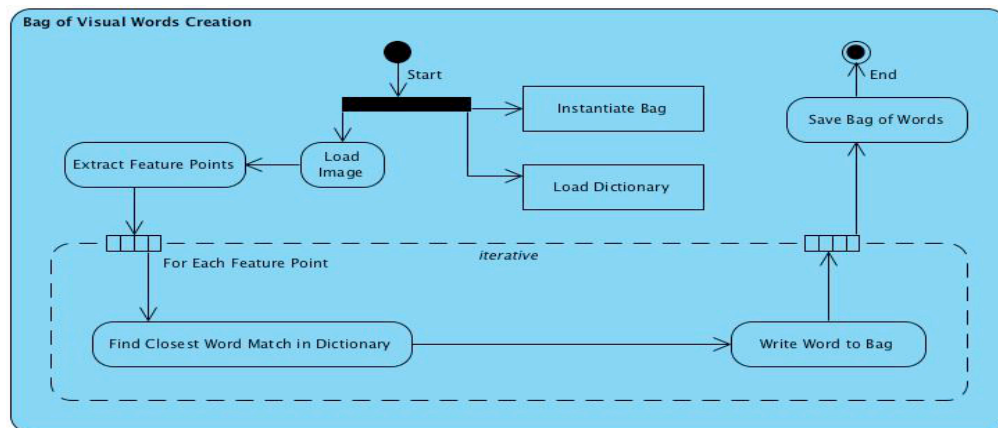 Bag of Visual Words Creation
Start
End
Instantiate Bag
Save Bag of Words
Extract Feature Points
Load
Image
Load Dictionary
iterative
For Each Feature Point
Find Closest Word Match in Dictionary
Write Word to Bag